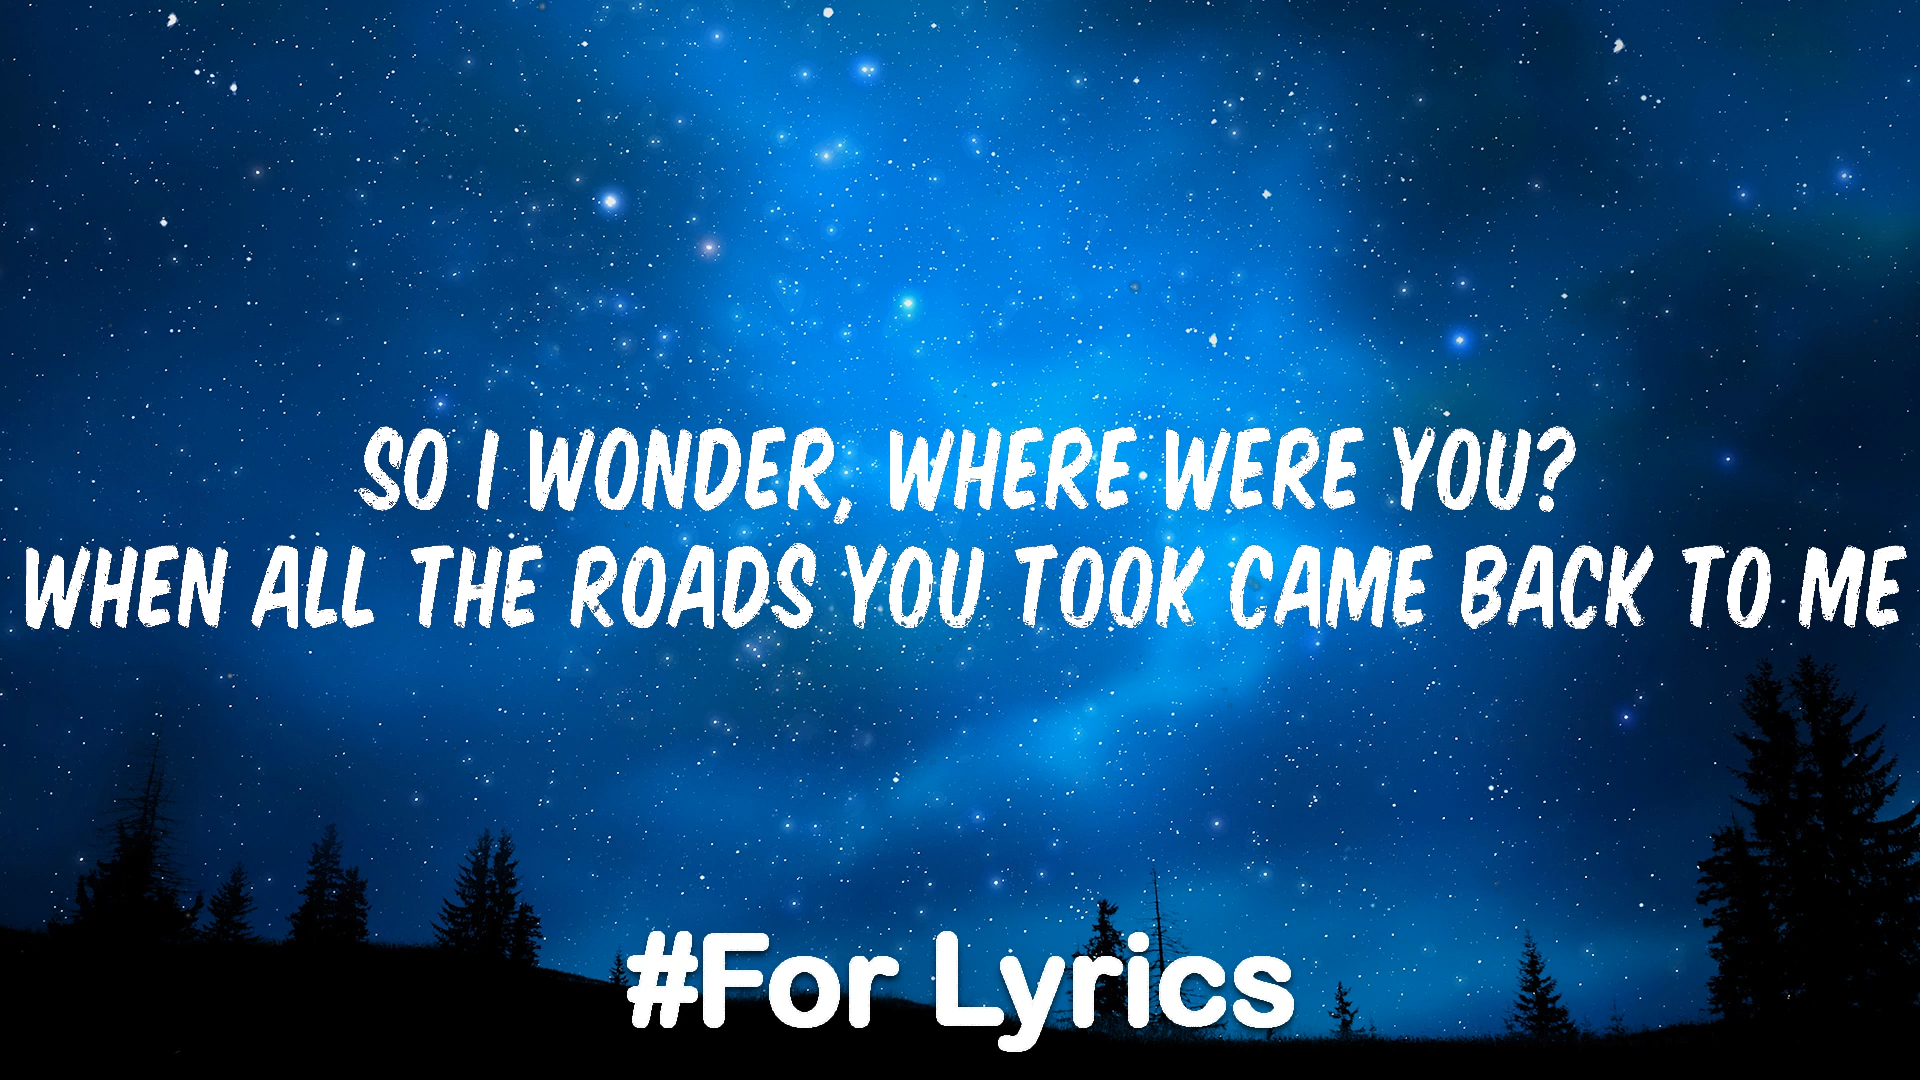 SO I WONDER, WHERE WERE YOU?
WHEN ALL THE ROADS YOU TOOK CAME BACK TO ME
#For Lyrics